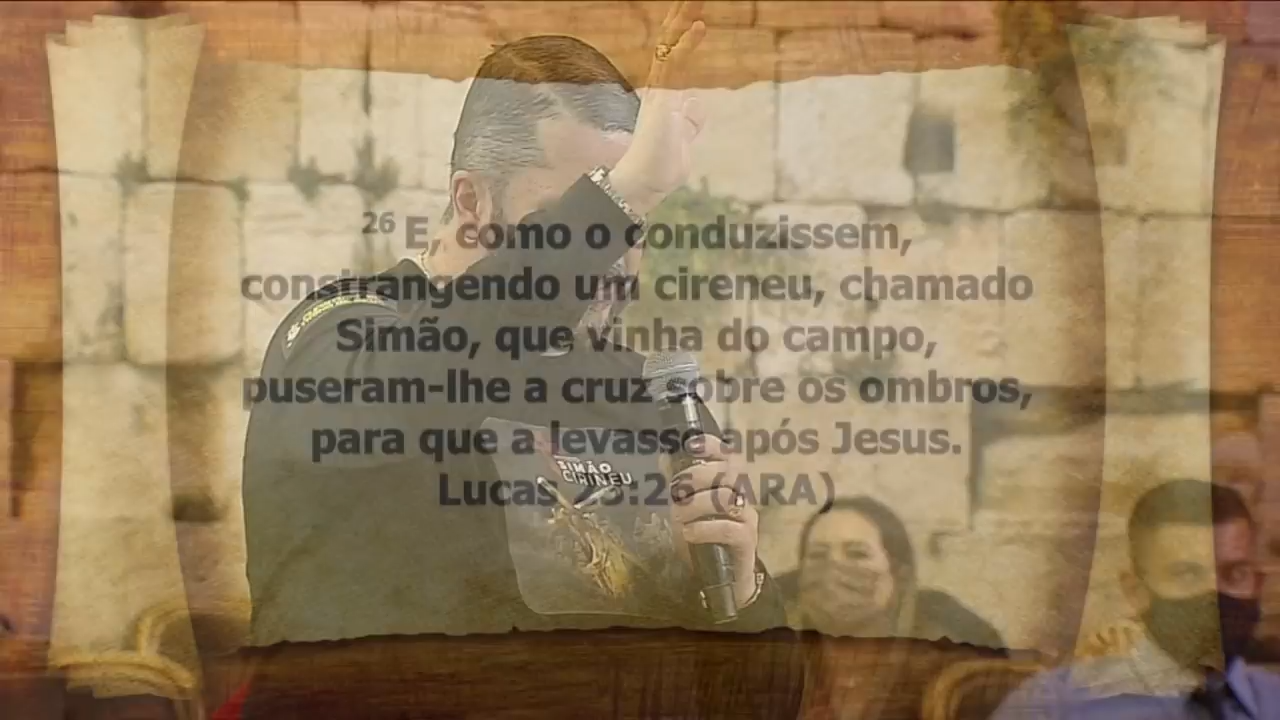 26 E, como o conduzissem,
constrangendo um cireneu, chamado
Simão, que vinha do campo,
puseram-lhe a cruz sobre os ombros,
para que a levasse após Jesus.
Lucas 23:26 (ARA)
SIMÃO
CIRINEU